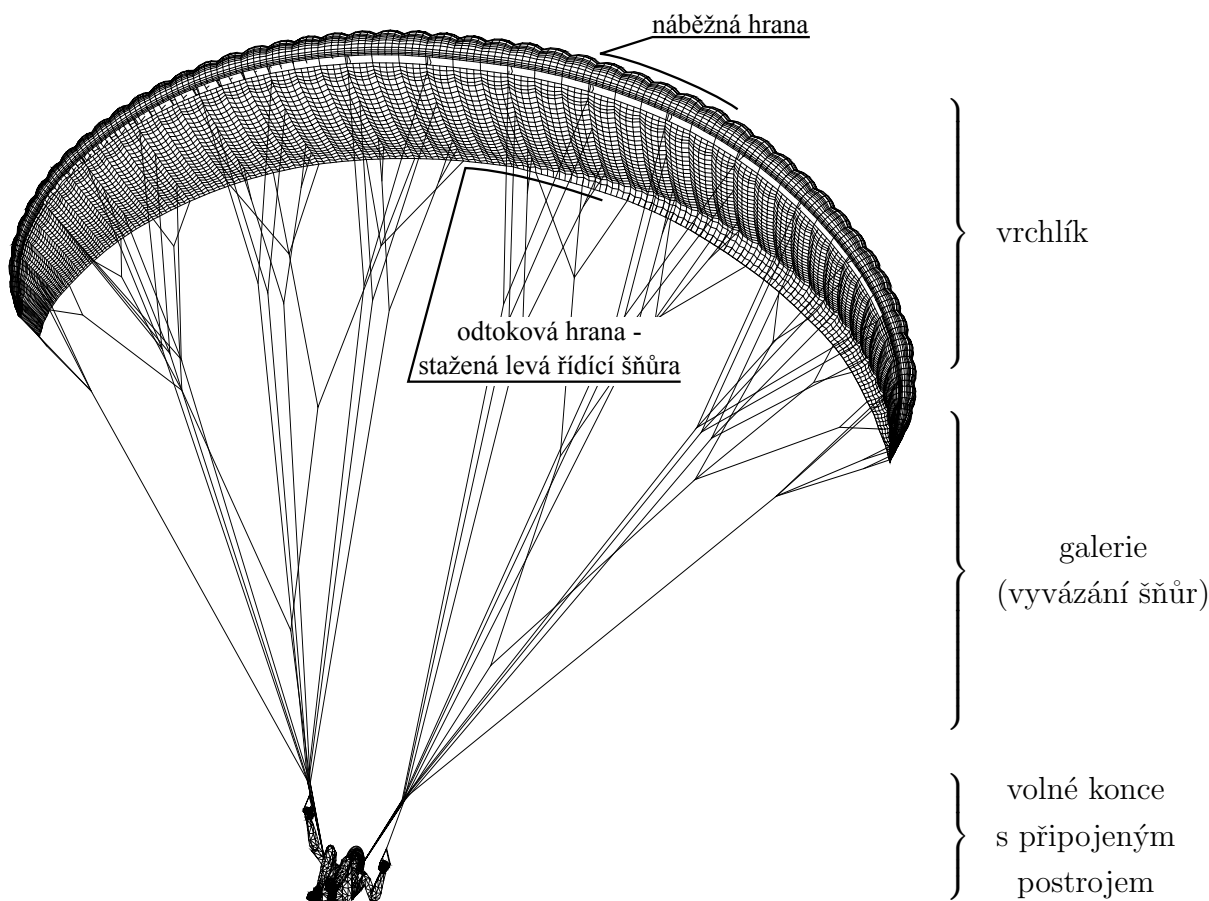 náběžná hrana
vrchlík
odtoková hrana -
stažená levá řídící šňůra
galerie
(vyvázání šňůr)
volné konce
s připojeným
postrojem